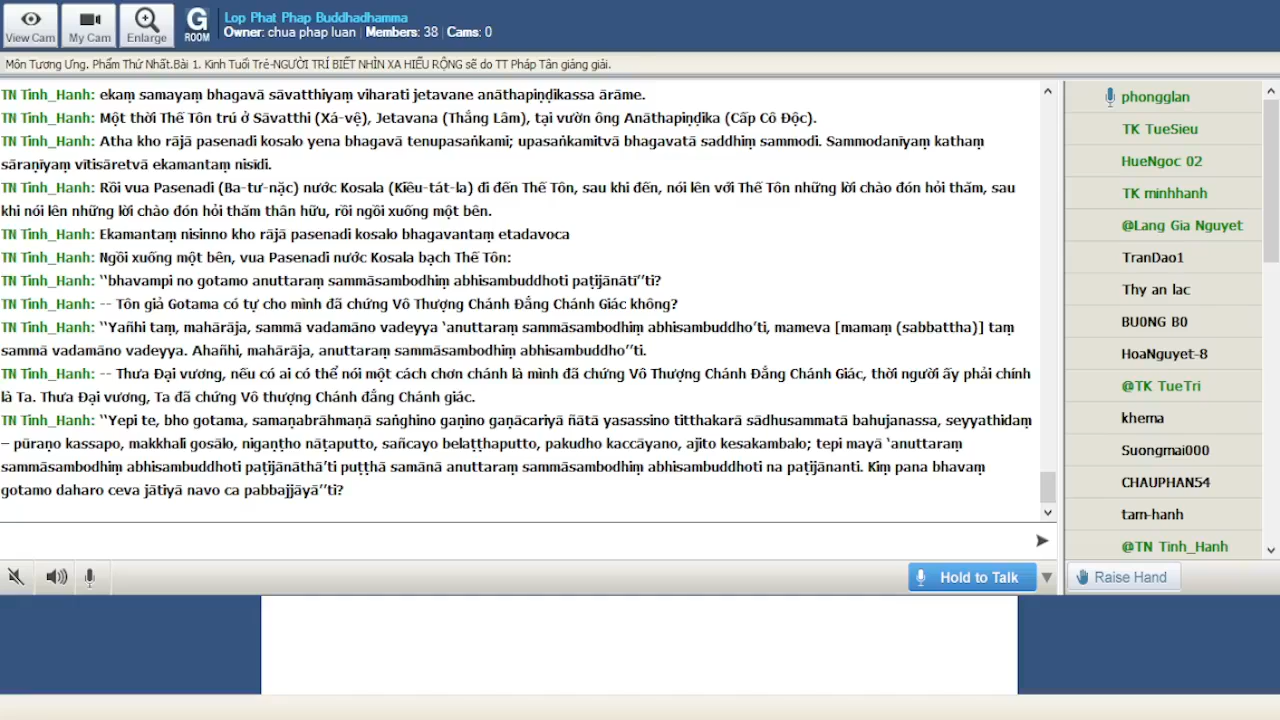 View Cam
My Cam
Enlarge
G ROOM
Lop Phat Phap Buddhadhamma
Owner: chua phap luan | Members: 38 | Cams: 0
Môn Tương Ưng. Phẩm Thứ Nhất.Bài 1. Kinh Tuổi Trẻ-NGƯỜI TRÍ BIẾT NHÌN XA HIỂU RỘNG sẽ do TT Pháp Tân giảng giải.
TN Tinh_Hanh: ekaṃ samayaṃ bhagavā sāvatthiyaṃ viharati jetavane anāthapiṇḍikassa ārāme.
TN Tinh_Hanh: Một thời Thế Tôn trú ở Sāvatthi (Xá-vệ), Jetavana (Thắng Lâm), tại vườn ông Anāthapiṇḍika (Cấp Cô Độc).
TN Tinh_Hanh: Atha kho rājā pasenadi kosalo yena bhagavā tenupasaṅkami; upasaṅkamitvā bhagavatā saddhiṃ sammodi. Sammodanīyaṃ kathaṃ
sāraṇīyaṃ vītisāretvā ekamantaṃ nisīdi.
TN Tinh_Hanh: Rồi vua Pasenadi (Ba-tư-nặc) nước Kosala (Kiều-tát-la) đi đến Thế Tôn, sau khi đến, nói lên với Thế Tôn những lời chào đón hỏi thăm, sau
khi nói lên những lời chào đón hỏi thăm thân hữu, rồi ngồi xuống một bên.
TN Tinh_Hanh: Ekamantaṃ nisinno kho rājā pasenadi kosalo bhagavantaṃ etadavoca
TN Tinh_Hanh: Ngồi xuống một bên, vua Pasenadi nước Kosala bạch Thế Tôn:
TN Tinh_Hanh: ‘‘bhavampi no gotamo anuttaraṃ sammāsambodhiṃ abhisambuddhoti paṭijānātī’’ti?
TN Tinh_Hanh: -- Tôn giả Gotama có tự cho mình đã chứng Vô Thượng Chánh Đẳng Chánh Giác không?
TN Tinh_Hanh: ‘‘Yañhi taṃ, mahārāja, sammā vadamāno vadeyya ‘anuttaraṃ sammāsambodhiṃ abhisambuddho’ti, mameva [mamaṃ (sabbattha)] taṃ
sammā vadamāno vadeyya. Ahañhi, mahārāja, anuttaraṃ sammāsambodhiṃ abhisambuddho’’ti.
TN Tinh_Hanh: -- Thưa Đại vương, nếu có ai có thể nói một cách chơn chánh là mình đã chứng Vô Thượng Chánh Đẳng Chánh Giác, thời người ấy phải chính
là Ta. Thưa Đại vương, Ta đã chứng Vô thượng Chánh đẳng Chánh giác.
TN Tinh_Hanh: ‘‘Yepi te, bho gotama, samaṇabrāhmaṇā saṅghino gaṇino gaṇācariyā ñātā yasassino titthakarā sādhusammatā bahujanassa, seyyathidaṃ
– pūraṇo kassapo, makkhali gosālo, nigaṇṭho nāṭaputto, sañcayo belaṭṭhaputto, pakudho kaccāyano, ajito kesakambalo; tepi mayā ‘anuttaraṃ
sammāsambodhiṃ abhisambuddhoti paṭijānāthā’ti puṭṭhā samānā anuttaraṃ sammāsambodhiṃ abhisambuddhoti na paṭijānanti. Kiṃ pana bhavaṃ
gotamo daharo ceva jātiyā navo ca pabbajjāyā’’ti?
phongglan
TK TueSieu
HueNgoc 02
TK minhhanh
@Lang Gia Nguyet
TranDao1
Thy an lac
BU0NG B0
HoaNguyet-8
@TK TueTri
khema
Suongmai000
CHAUPHAN54
tam-hanh
@TN Tinh_Hanh
Hold to Talk
Raise Hand